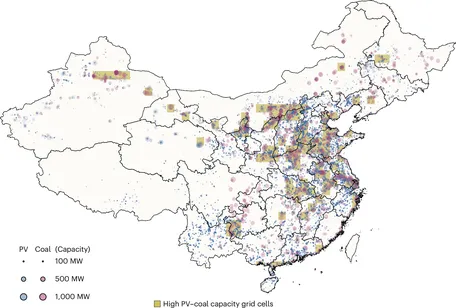 PV Coal (Capacity)
100 MW
500 MW
1,000 MW
High PV–coal capacity grid cells